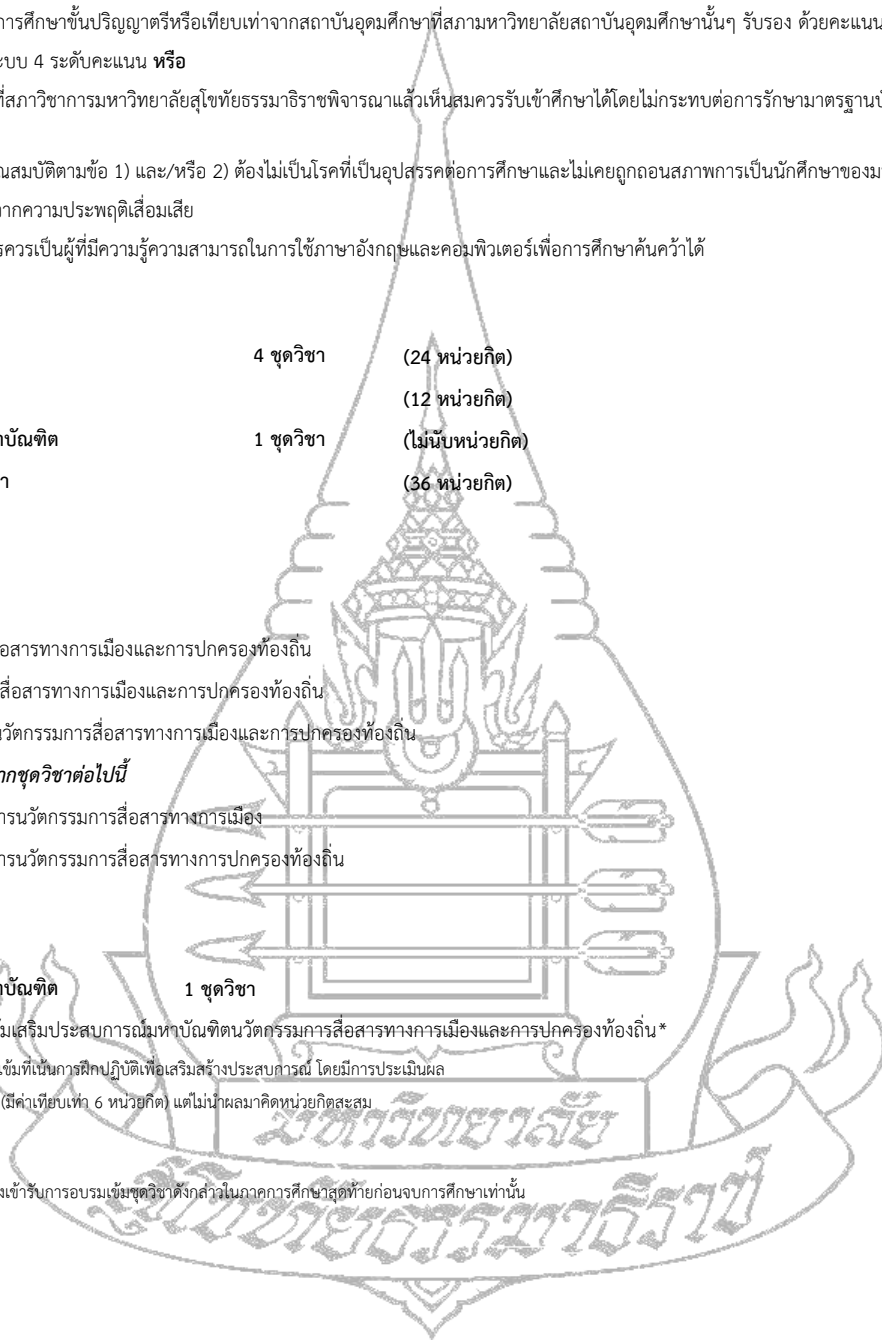 การศึกษาขั้นปริญญาตรีหรือเทียบเท่าจากสถาบันอุดมศึกษาที่สภามหาวิทยาลัยสถาบันอุดมศึกษานั้นๆ รับรอง ด้วยคะแนน
ะบบ 4 ระดับคะแนน หรือ
ที่สภาวิชาการมหาวิทยาลัยสุโขทัยธรรมาธิราชพิจารณาแล้วเห็นสมควรรับเข้าศึกษาได้โดยไม่กระทบต่อการรักษามาตรฐานบั
ณสมบัติตามข้อ 1) และ/หรือ 2) ต้องไม่เป็นโรคที่เป็นอุปสรรคต่อการศึกษาและไม่เคยถูกถอนสภาพการเป็นนักศึกษาของม
ากความประพฤติเสื่อมเสีย
รควรเป็นผู้ที่มีความรู้ความสามารถในการใช้ภาษาอังกฤษและคอมพิวเตอร์เพื่อการศึกษาค้นคว้าได้
4 ชุดวิชา (24 หน่วยกิต)
(12 หน่วยกิต)
าบัณฑิต 1 ชุดวิชา (ไม่นับหน่วยกิต)
า (36 หน่วยกิต)
่อสารทางการเมืองและการปกครองท้องถิ่น
สื่อสารทางการเมืองและการปกครองท้องถิ่น
นวัตกรรมการสื่อสารทางการเมืองและการปกครองท้องถิ่น
ากชุดวิชาต่อไปนี้
ารนวัตกรรมการสื่อสารทางการเมือง
ารนวัตกรรมการสื่อสารทางการปกครองท้องถิ่น
าบัณฑิต 1 ชุดวิชา
้มเสริมประสบการณ์มหาบัณฑิตนวัตกรรมการสื่อสารทางการเมืองและการปกครองท้องถิ่น*
เข้มที่เน้นการฝึกปฏิบัติเพื่อเสริมสร้างประสบการณ์ โดยมีการประเมินผล
(มีค่าเทียบเท่า 6 หน่วยกิต) แต่ไม่นำผลมาคิดหน่วยกิตสะสม
มหาวิทยาลัย
งเข้ารับการอบรมเข้มชุดวิชาดังกล่าวในภาคการศึกษาสุดท้ายก่อนจบการศึกษาเท่านั้น
สุโขทัยธรรมาธิราช